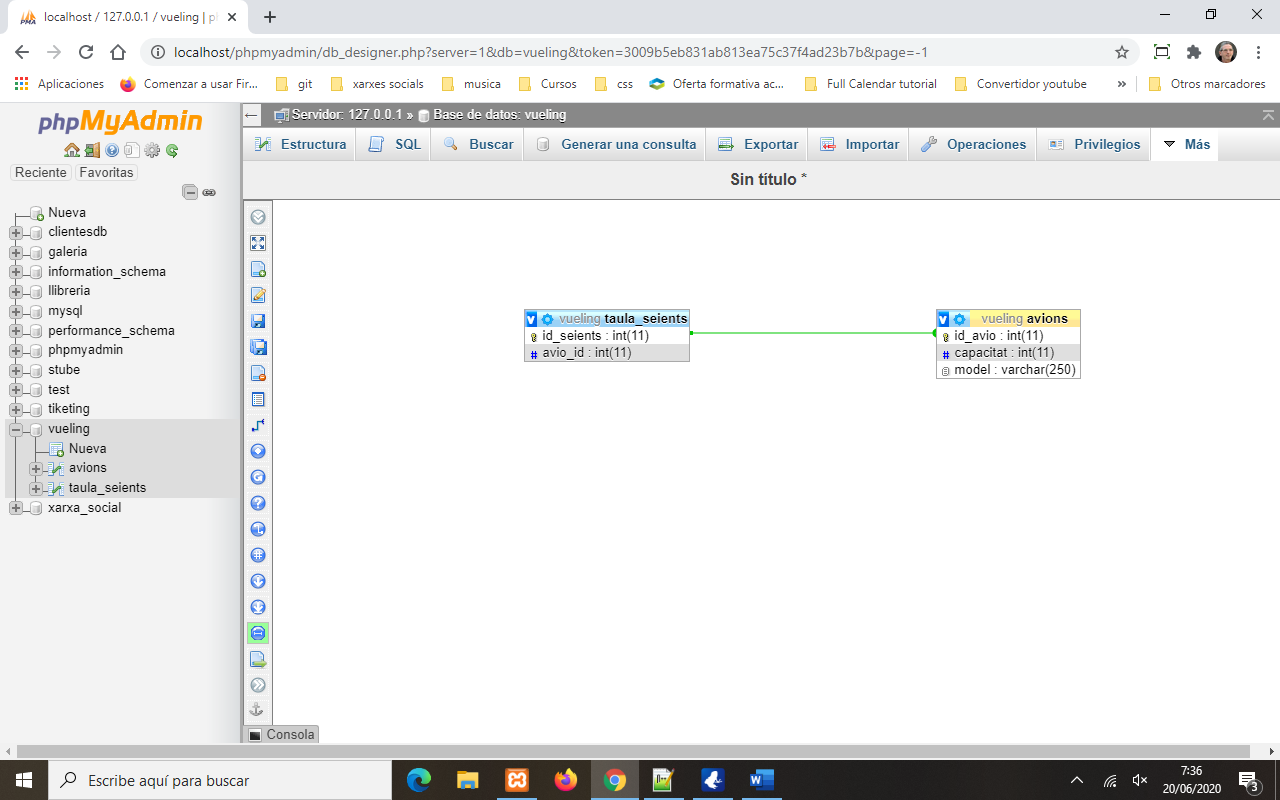 localhost / 127.0.0.1 / vueling | ph
localhost/phpmyadmin/db_designer.php?server=1&db=vueling&token=3009b5eb831ab813ea75c37f4ad23b7b&page=-1
Aplicaciones Comenzar a usar Fir... git xarxes socials musica Cursos css Oferta formativa ac... Full Calendar tutorial Convertidor youtube » Otros marcadores
phpMyAdmin
Reciente Favoritas
Nueva
clientesdb
galeria
information_schema
llibreria
mysql
performance_schema
phpmyadmin
stube
test
tiketing
vueling
Nueva
avions
taula_seients
xarxa_social
Servidor: 127.0.0.1 » Base de datos: vueling
Estructura SQL Buscar Generar una consulta Exportar Importar Operaciones Privilegios Más
Sin título *
vueling taula_seients
id_seients : int(11)
avio_id : int(11)
vueling avions
id_avio : int(11)
capacitat : int(11)
model : varchar(250)
Consola
Escribe aquí para buscar
7:36
20/06/2020
3